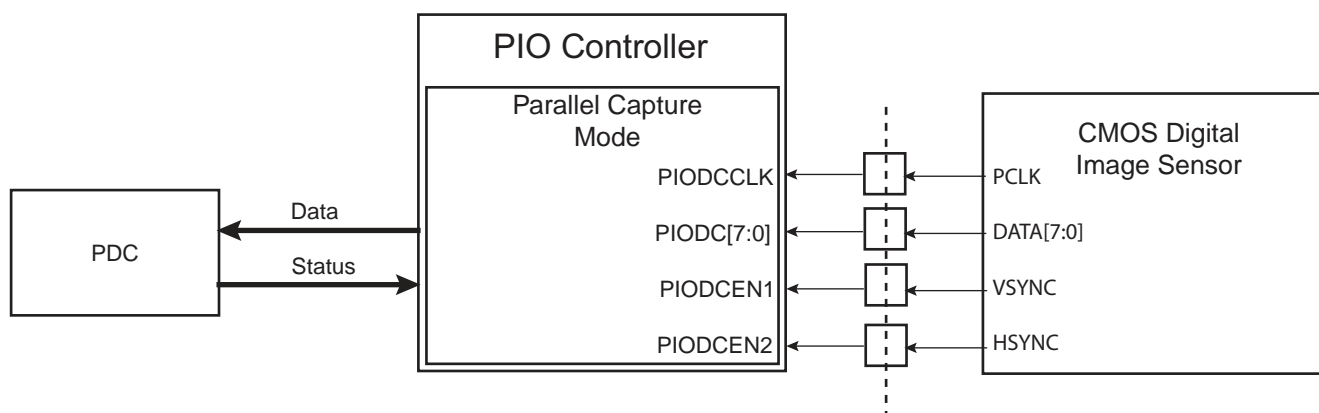 PIO Controller
Parallel Capture
Mode
CMOS Digital
Image Sensor
PIODCCLK
PCLK
Data
PIODC[7:0]
DATA[7:0]
PDC
Status
PIODCEN1
VSYNC
PIODCEN2
HSYNC